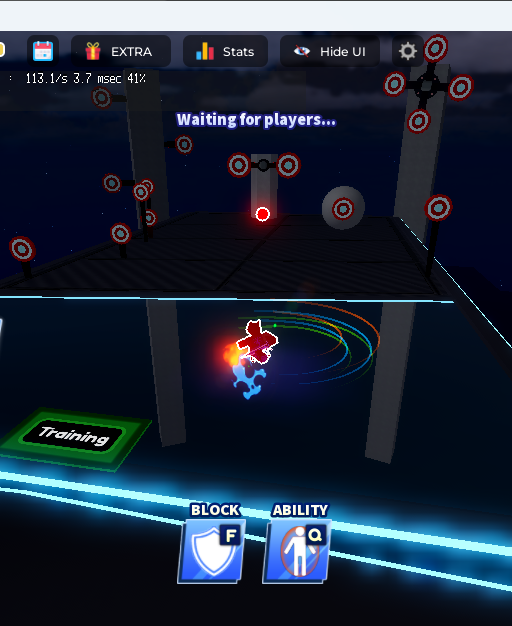 EXTRA
Stats
Hide UI
: 113.1/s 3.7 msec 41%
Waiting for players...
Training
BLOCK
ABILITY
F
Q